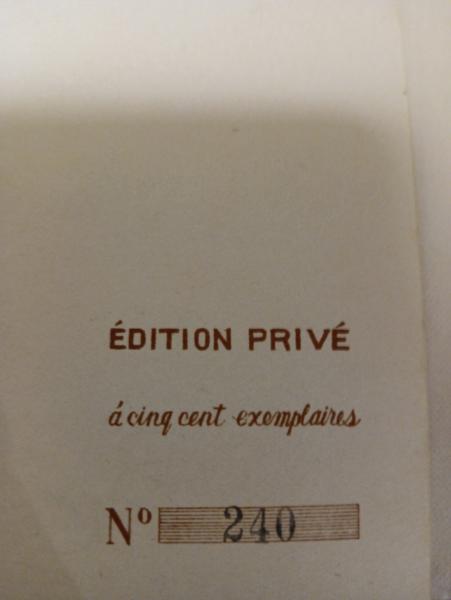 ÉDITION PRIVÉ
á cinq cent exemplaires
Nº 240